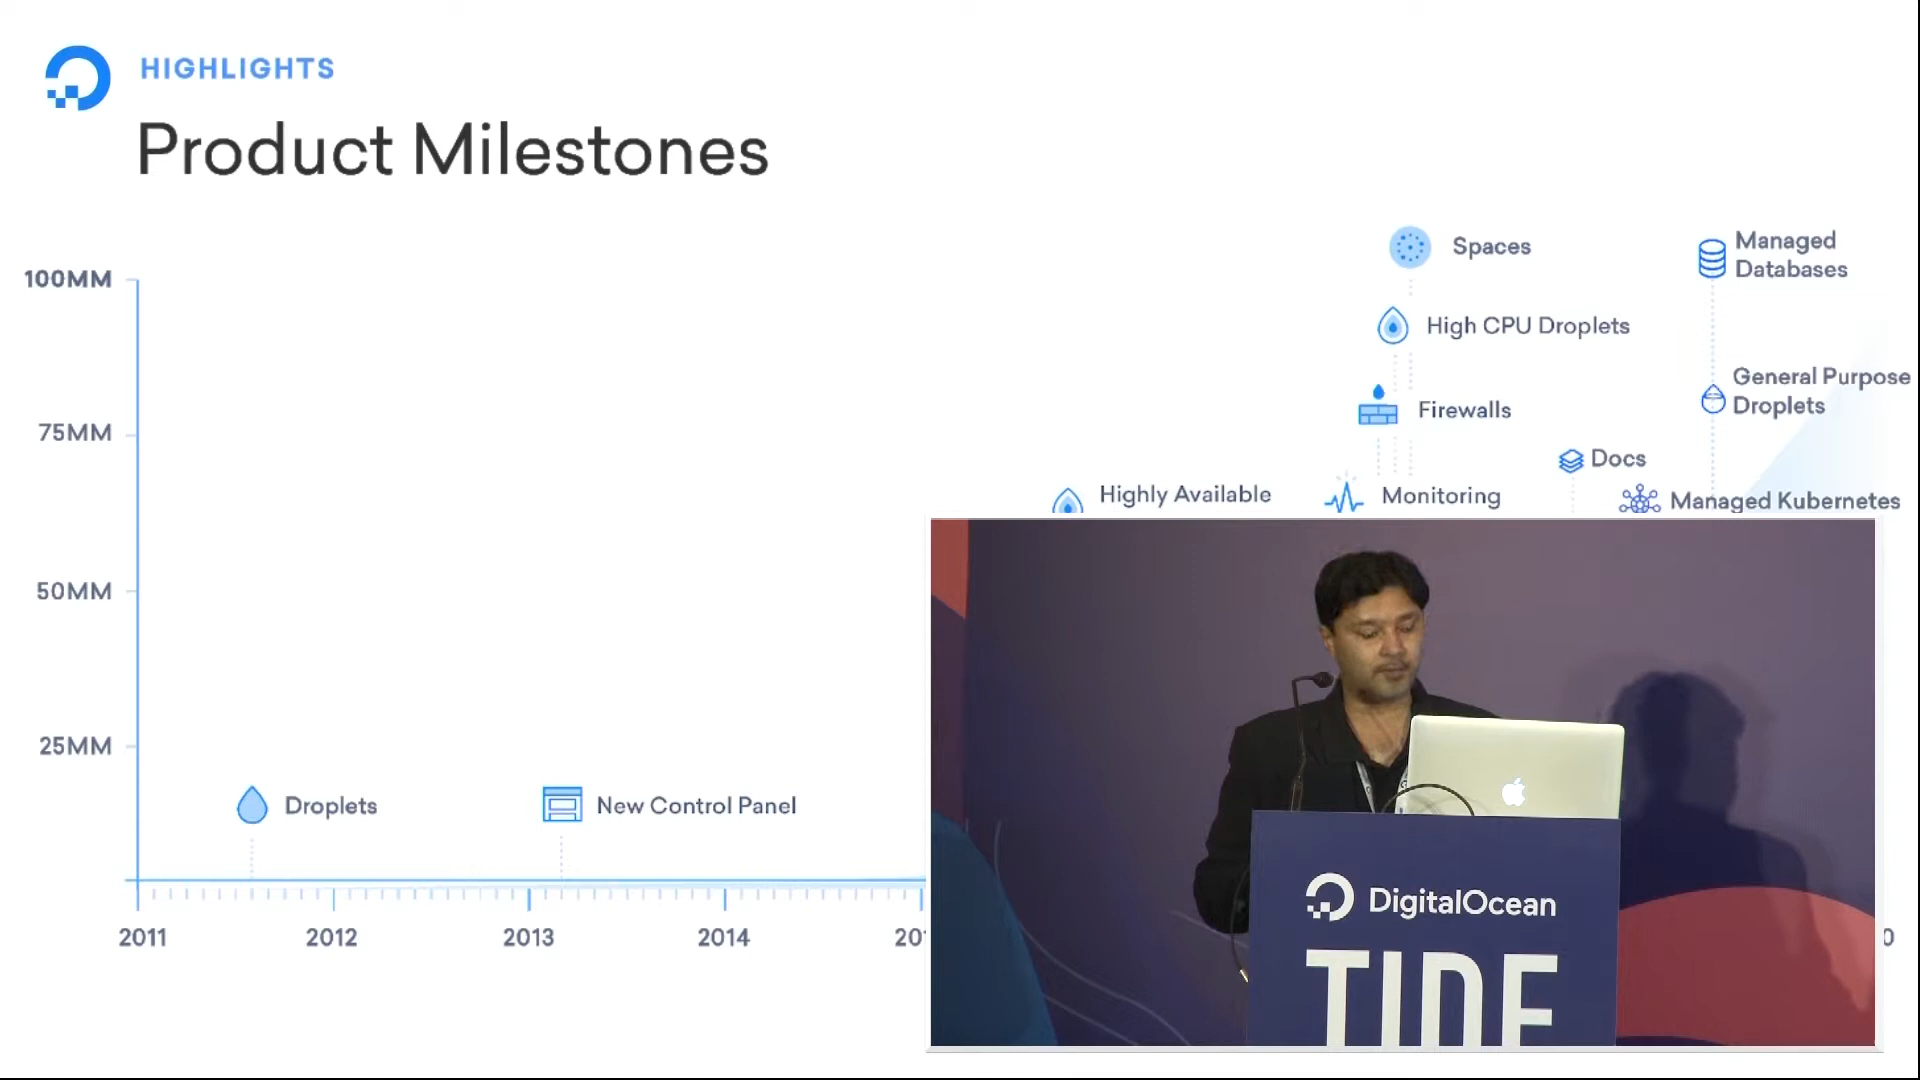 HIGHLIGHTS
Product Milestones
100MM
75MM
50MM
25MM
Spaces
Managed
Databases
High CPU Droplets
General Purpose
Droplets
Firewalls
Docs
Highly Available
Monitoring
Managed Kubernetes
Droplets
New Control Panel
2011
2012
2013
2014
DigitalOcean
TIDE